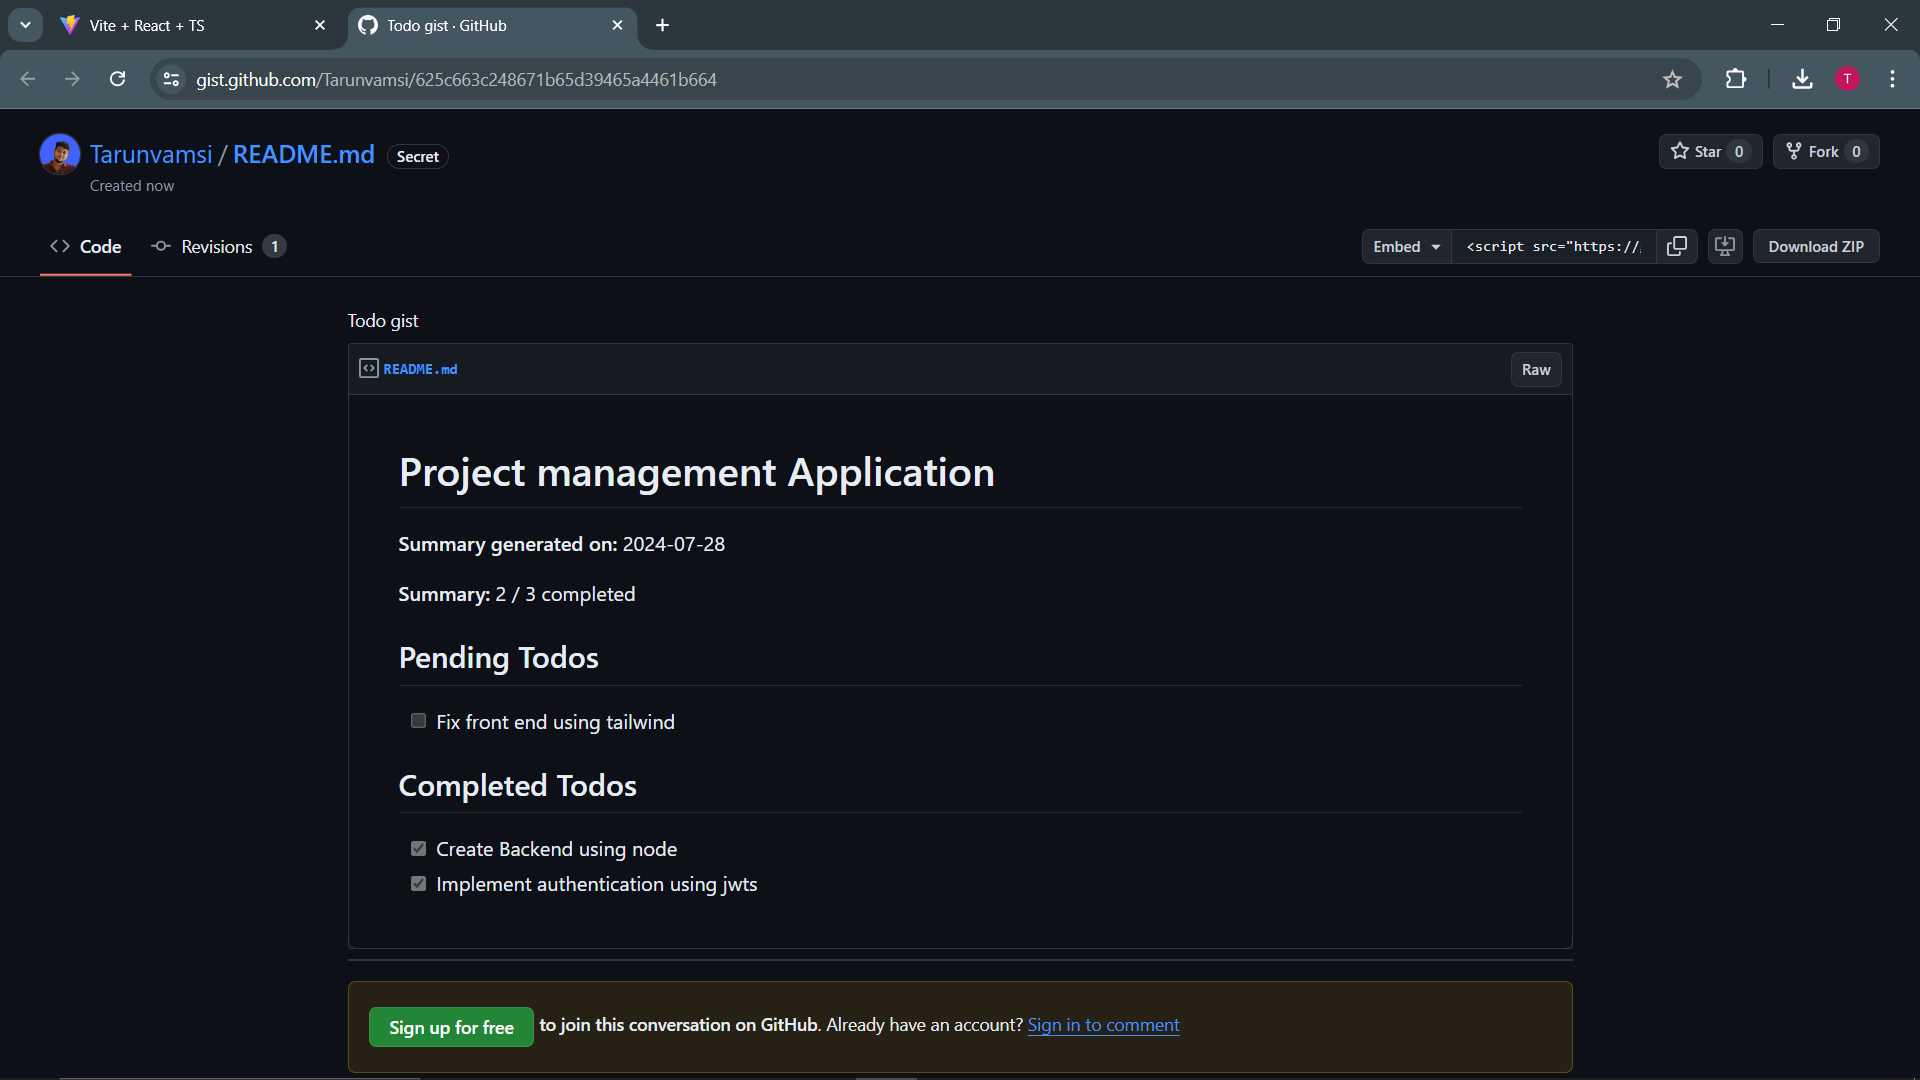 Vite + React + TS
Todo gist · GitHub
gist.github.com/Tarunvamsi/625c663c248671b65d39465a4461b664
T
Tarunvamsi / README.md Secret
Created now
Star 0
Fork 0
Code
Revisions 1
Embed
<script src="https://
Download ZIP
Todo gist
README.md
Raw
Project management Application
Summary generated on: 2024-07-28
Summary: 2 / 3 completed
Pending Todos
Fix front end using tailwind
Completed Todos
Create Backend using node
Implement authentication using jwts
Sign up for free to join this conversation on GitHub. Already have an account? Sign in to comment